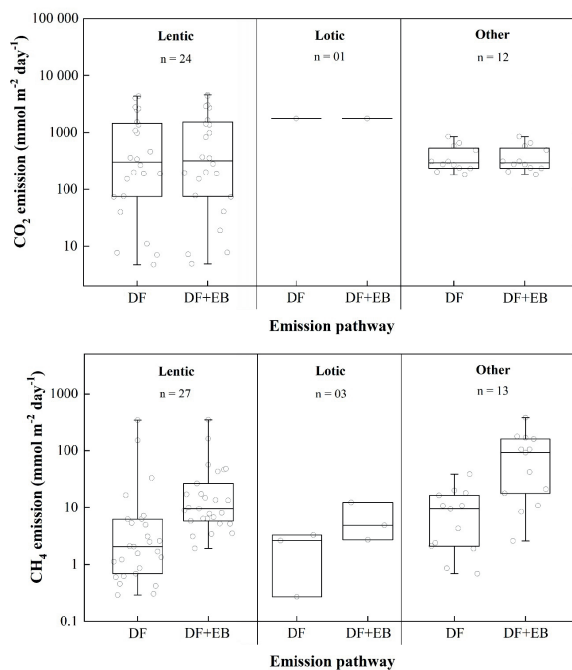 100 000
Lentic
Lotic
Other
n = 24
n = 01
n = 12
10 000
1000
100
10
CO₂ emission (mmol m⁻² day⁻¹)
DF
DF+EB
DF
DF+EB
DF
DF+EB
Emission pathway
Lentic
Lotic
Other
n = 27
n = 03
n = 13
1000
100
10
1
0.1
CH₄ emission (mmol m⁻² day⁻¹)
DF
DF+EB
DF
DF+EB
DF
DF+EB
Emission pathway